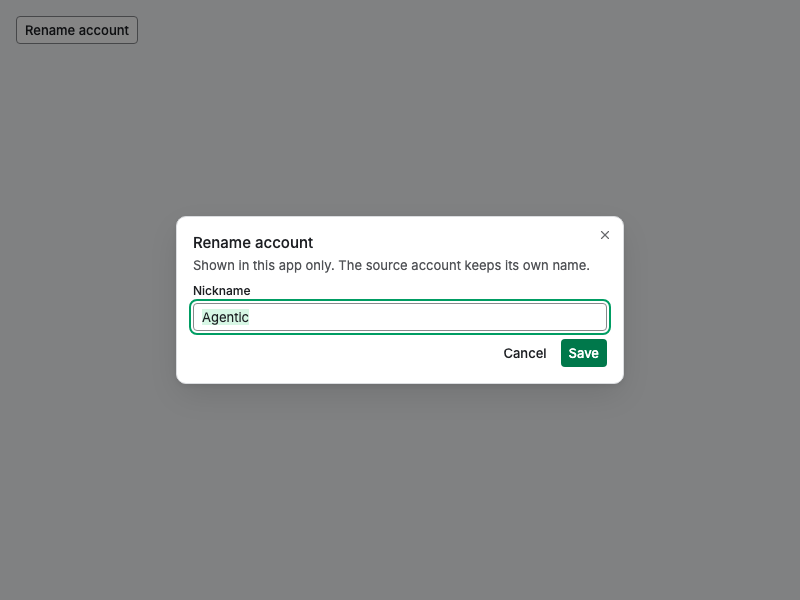 Rename account
Rename account
Shown in this app only. The source account keeps its own name.
Nickname
Agentic
Cancel
Save